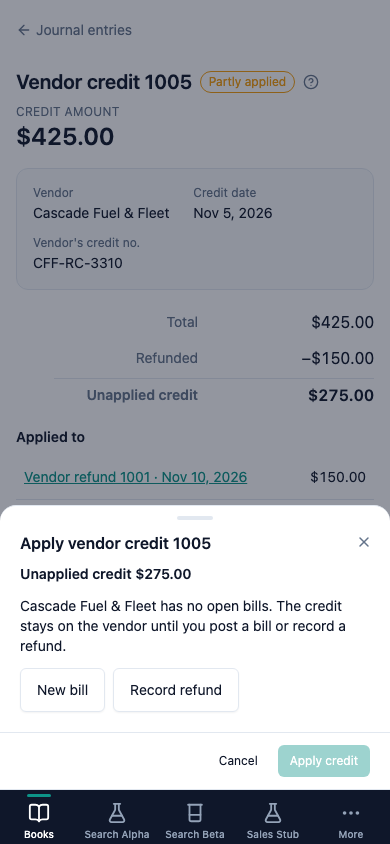 Journal entries
Vendor credit 1005
Partly applied
?
CREDIT AMOUNT
$425.00
Vendor
Credit date
Cascade Fuel & Fleet
Nov 5, 2026
Vendor's credit no.
CFF-RC-3310
Total $425.00
Refunded –$150.00
Unapplied credit $275.00
Applied to
Vendor refund 1001 · Nov 10, 2026 $150.00
Apply vendor credit 1005
Unapplied credit $275.00
Cascade Fuel & Fleet has no open bills. The credit
stays on the vendor until you post a bill or record a
refund.
New bill
Record refund
Cancel
Apply credit
Books
Search Alpha
Search Beta
Sales Stub
More